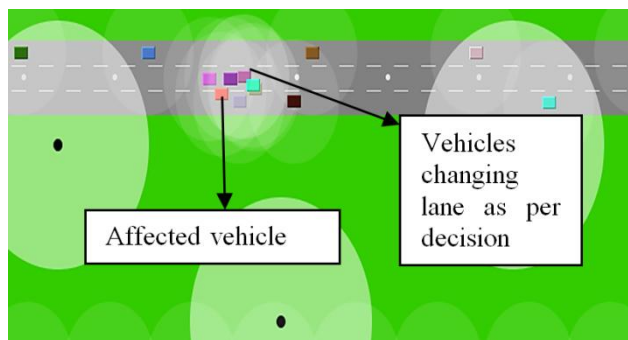 Affected vehicle
Vehicles
changing
lane as per
decision